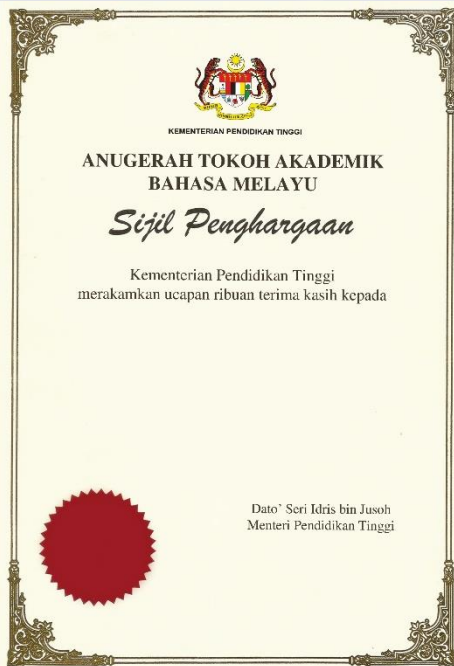 KEMENTERIAN PENDIDIKAN TINGGI
ANUGERAH TOKOH AKADEMIK
BAHASA MELAYU
Sijil Penghargaan
Kementerian Pendidikan Tinggi
merakamkan ucapan ribuan terima kasih kepada
Dato' Seri Idris bin Jusoh
Menteri Pendidikan Tinggi